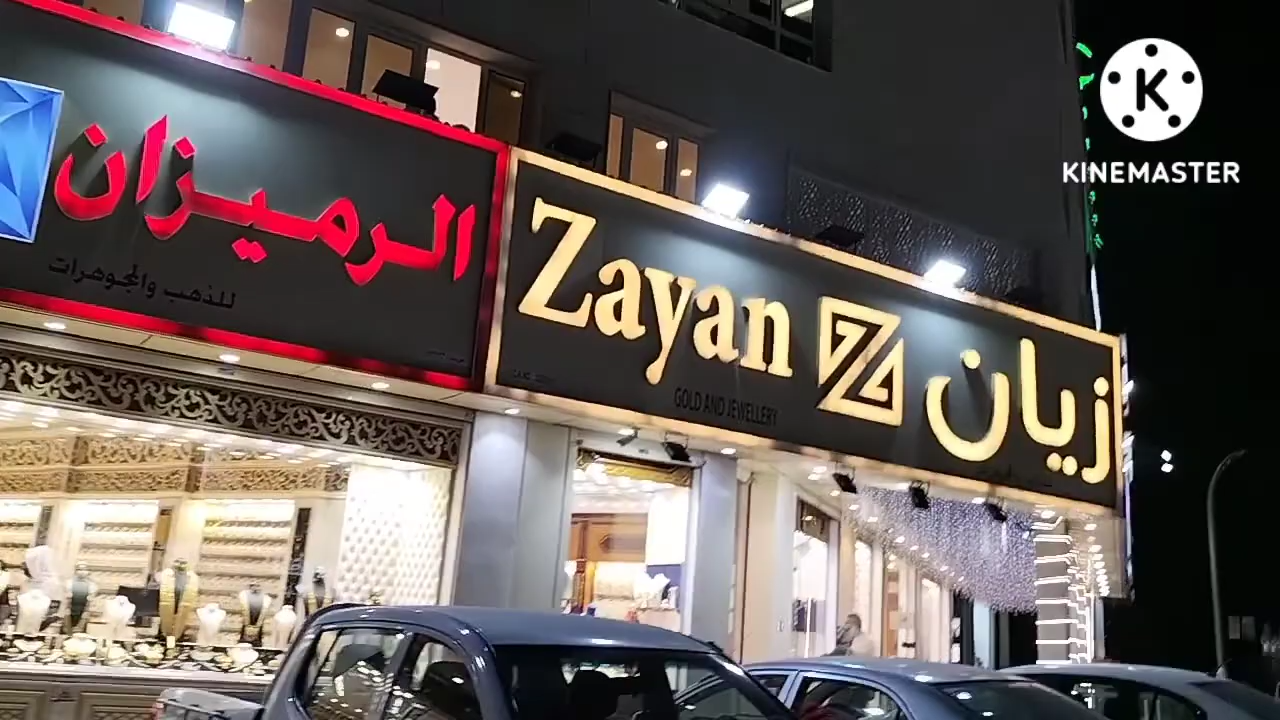 الرميزان
للذهب والمجوهرات
Zayan
زيان
GOLD AND JEWELLERY
K
KINEMASTER